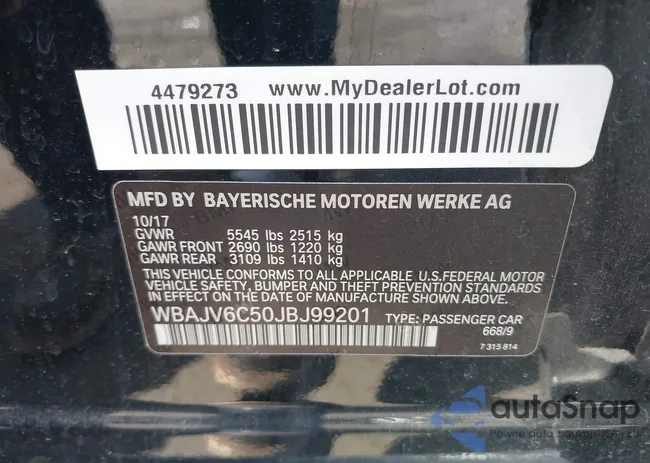 4479273 www.MyDealerLot.com
MFD BY BAYERISCHE MOTOREN WERKE AG
10/17
GVWR 5545 lbs 2515 kg
GAWR FRONT 2690 lbs 1220 kg
GAWR REAR 3109 lbs 1410 kg
THIS VEHICLE CONFORMS TO ALL APPLICABLE U.S.FEDERAL MOTOR
VEHICLE SAFETY, BUMPER, AND THEFT PREVENTION STANDARDS
IN EFFECT ON THE DATE OF MANUFACTURE SHOWN ABOVE.
WBAJV6C50JBJ99201 TYPE: PASSENGER CAR
668/9
7 315 814
autoSnap